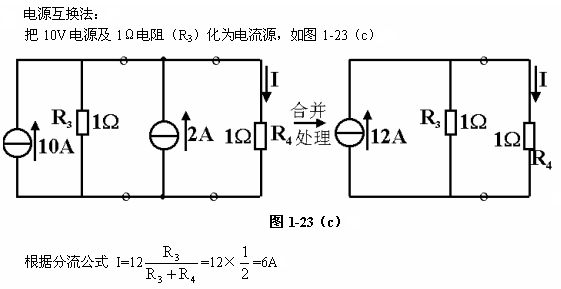 电源互换法：
把 10V 电源及 1Ω电阻（R₃）化为电流源，如图 1-23（c）
I
I
R₃
1Ω
2A
1Ω
R₄
合并
处理
10A
12A
R₃
1Ω
1Ω
R₄
图 1-23（c）
根据分流公式 I=12 R₃/(R₃+R₄) =12× 1/2 =6A